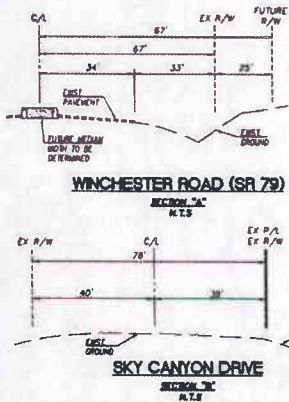 C/L EX R/W FUTURE
R/W
67'
67'
34' 33' 25'
EXIST
PAVEMENT
FUTURE MEDIAN
WIDTH TO BE
DETERMINED
EXIST
GROUND
WINCHESTER ROAD (SR 79)
SECTION "A"
N.T.S
EX R/W C/L EX P/L
EX R/W
78'
40' 38'
EXIST
GROUND
SKY CANYON DRIVE
SECTION "B"
N.T.S